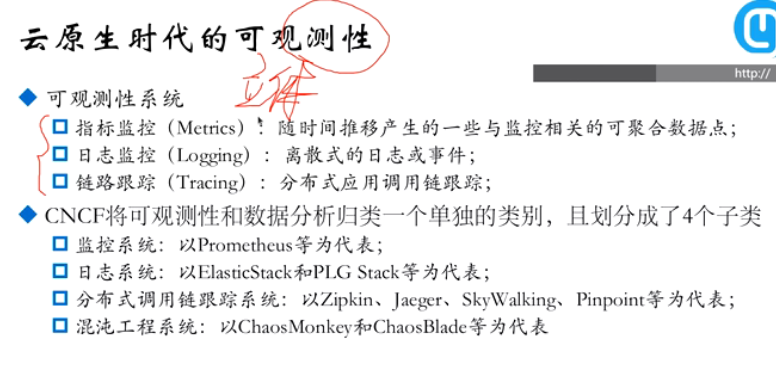 云原生时代的可观测性
http://
立体
可观测性系统
指标监控（Metrics）：随时间推移产生的一些与监控相关的可聚合数据点；
日志监控（Logging）：离散式的日志或事件；
链路跟踪（Tracing）：分布式应用调用链跟踪；
CNCF将可观测性和数据分析归类一个单独的类别，且划分成了4个子类
监控系统：以Prometheus等为代表；
日志系统：以ElasticStack和PLG Stack等为代表；
分布式调用链跟踪系统：以Zipkin、Jaeger、SkyWalking、Pinpoint等为代表；
混沌工程系统：以ChaosMonkey和ChaosBlade等为代表